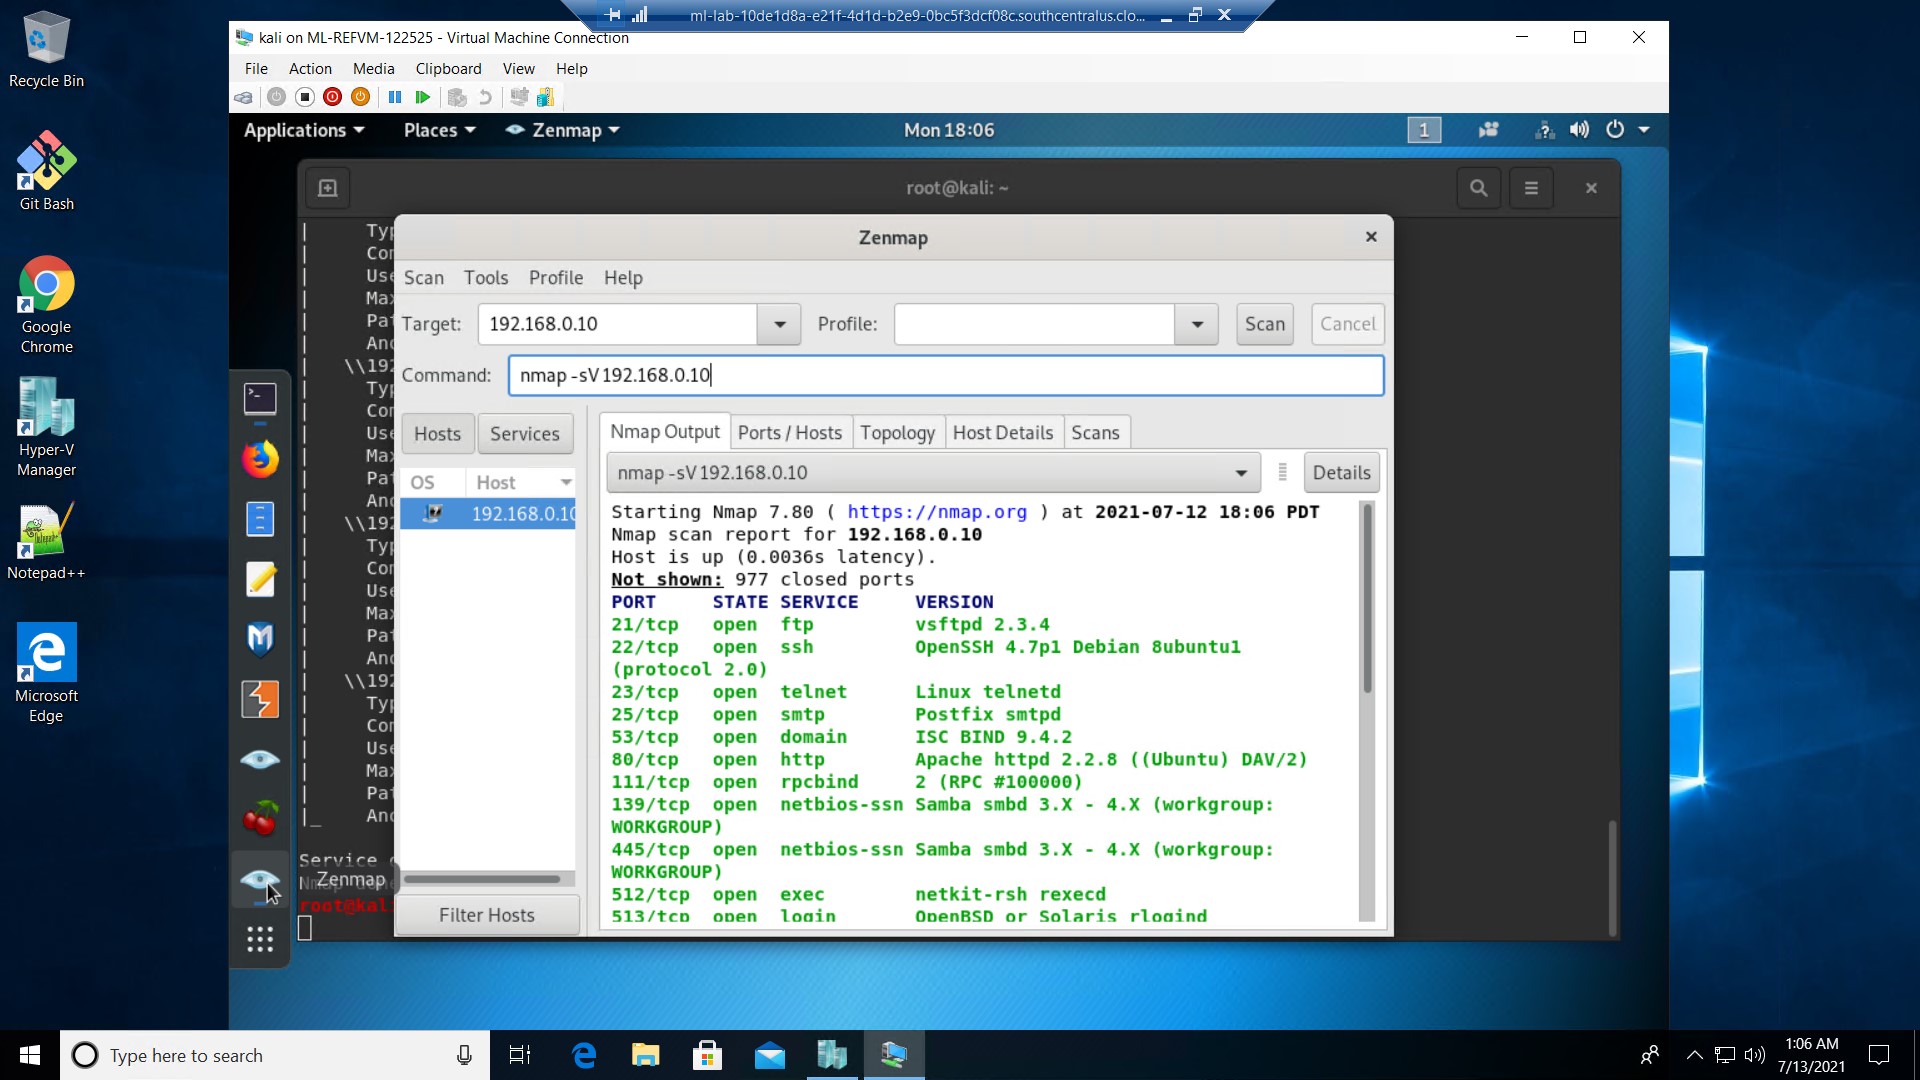 ml-lab-10de1d8a-e21f-4d1d-b2e9-0bc5f3dcf08c.southcentralus.clo...
kali on ML-REFVM-122525 - Virtual Machine Connection
File Action Media Clipboard View Help
Applications Places Zenmap Mon 18:06 1
root@kali: ~
Zenmap
Scan Tools Profile Help
Target: 192.168.0.10 Profile: Scan Cancel
Command: nmap -sV 192.168.0.10
Hosts Services
Nmap Output Ports / Hosts Topology Host Details Scans
OS Host
nmap -sV 192.168.0.10 Details
192.168.0.10
Starting Nmap 7.80 ( https://nmap.org ) at 2021-07-12 18:06 PDT
Nmap scan report for 192.168.0.10
Host is up (0.0036s latency).
Not shown: 977 closed ports
PORT STATE SERVICE VERSION
21/tcp open ftp vsftpd 2.3.4
22/tcp open ssh OpenSSH 4.7p1 Debian 8ubuntu1
(protocol 2.0)
23/tcp open telnet Linux telnetd
25/tcp open smtp Postfix smtpd
53/tcp open domain ISC BIND 9.4.2
80/tcp open http Apache httpd 2.2.8 ((Ubuntu) DAV/2)
111/tcp open rpcbind 2 (RPC #100000)
139/tcp open netbios-ssn Samba smbd 3.X - 4.X (workgroup:
WORKGROUP)
445/tcp open netbios-ssn Samba smbd 3.X - 4.X (workgroup:
WORKGROUP)
512/tcp open exec netkit-rsh rexecd
513/tcp open login OpenBSD or Solaris rlogind
Filter Hosts
| Typ
| Com
| Use
| Max
| Pat
| Ano
| \\192
| Typ
| Com
| Use
| Max
| Pat
| Ano
| \\192
| Typ
| Com
| Use
| Max
| Pat
| Ano
| \\192
| Typ
| Com
| Use
| Max
| Pat
|_ Ano
Service
Zenmap
root@kal
Recycle Bin
Git Bash
Google
Chrome
Hyper-V
Manager
Notepad++
Microsoft
Edge
Type here to search
1:06 AM
7/13/2021